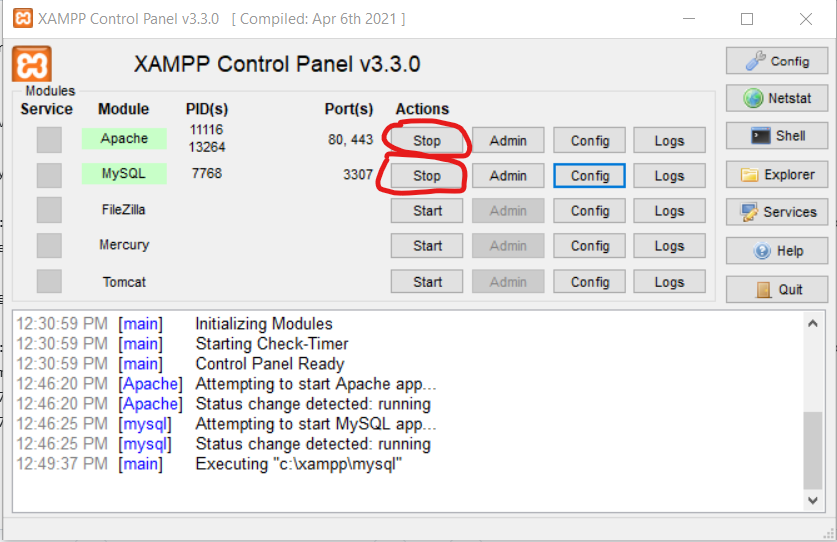 XAMPP Control Panel v3.3.0 [ Compiled: Apr 6th 2021 ]
XAMPP Control Panel v3.3.0
Config
Modules
Service Module PID(s) Port(s) Actions
Netstat
Apache 11116 13264 80, 443 Stop Admin Config Logs
Shell
MySQL 7768 3307 Stop Admin Config Logs
Explorer
FileZilla Start Admin Config Logs
Services
Mercury Start Admin Config Logs
Help
Tomcat Start Admin Config Logs
Quit
12:30:59 PM [main] Initializing Modules
12:30:59 PM [main] Starting Check-Timer
12:30:59 PM [main] Control Panel Ready
12:46:20 PM [Apache] Attempting to start Apache app...
12:46:20 PM [Apache] Status change detected: running
12:46:25 PM [mysql] Attempting to start MySQL app...
12:46:25 PM [mysql] Status change detected: running
12:49:37 PM [main] Executing "c:\xampp\mysql"